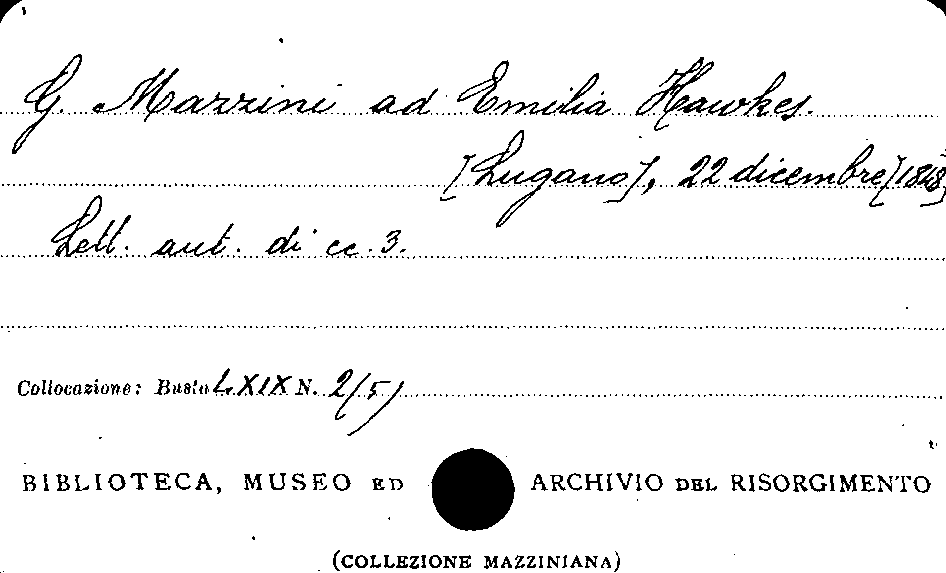 G. Mazzini ad Emilia Hawkes.
[Lugano], 22 dicembre [1848]
Lett. aut. di cc. 3.
Collocazione: Busta LXIX N. 2(5)
BIBLIOTECA, MUSEO ED ARCHIVIO DEL RISORGIMENTO
(COLLEZIONE MAZZINIANA)